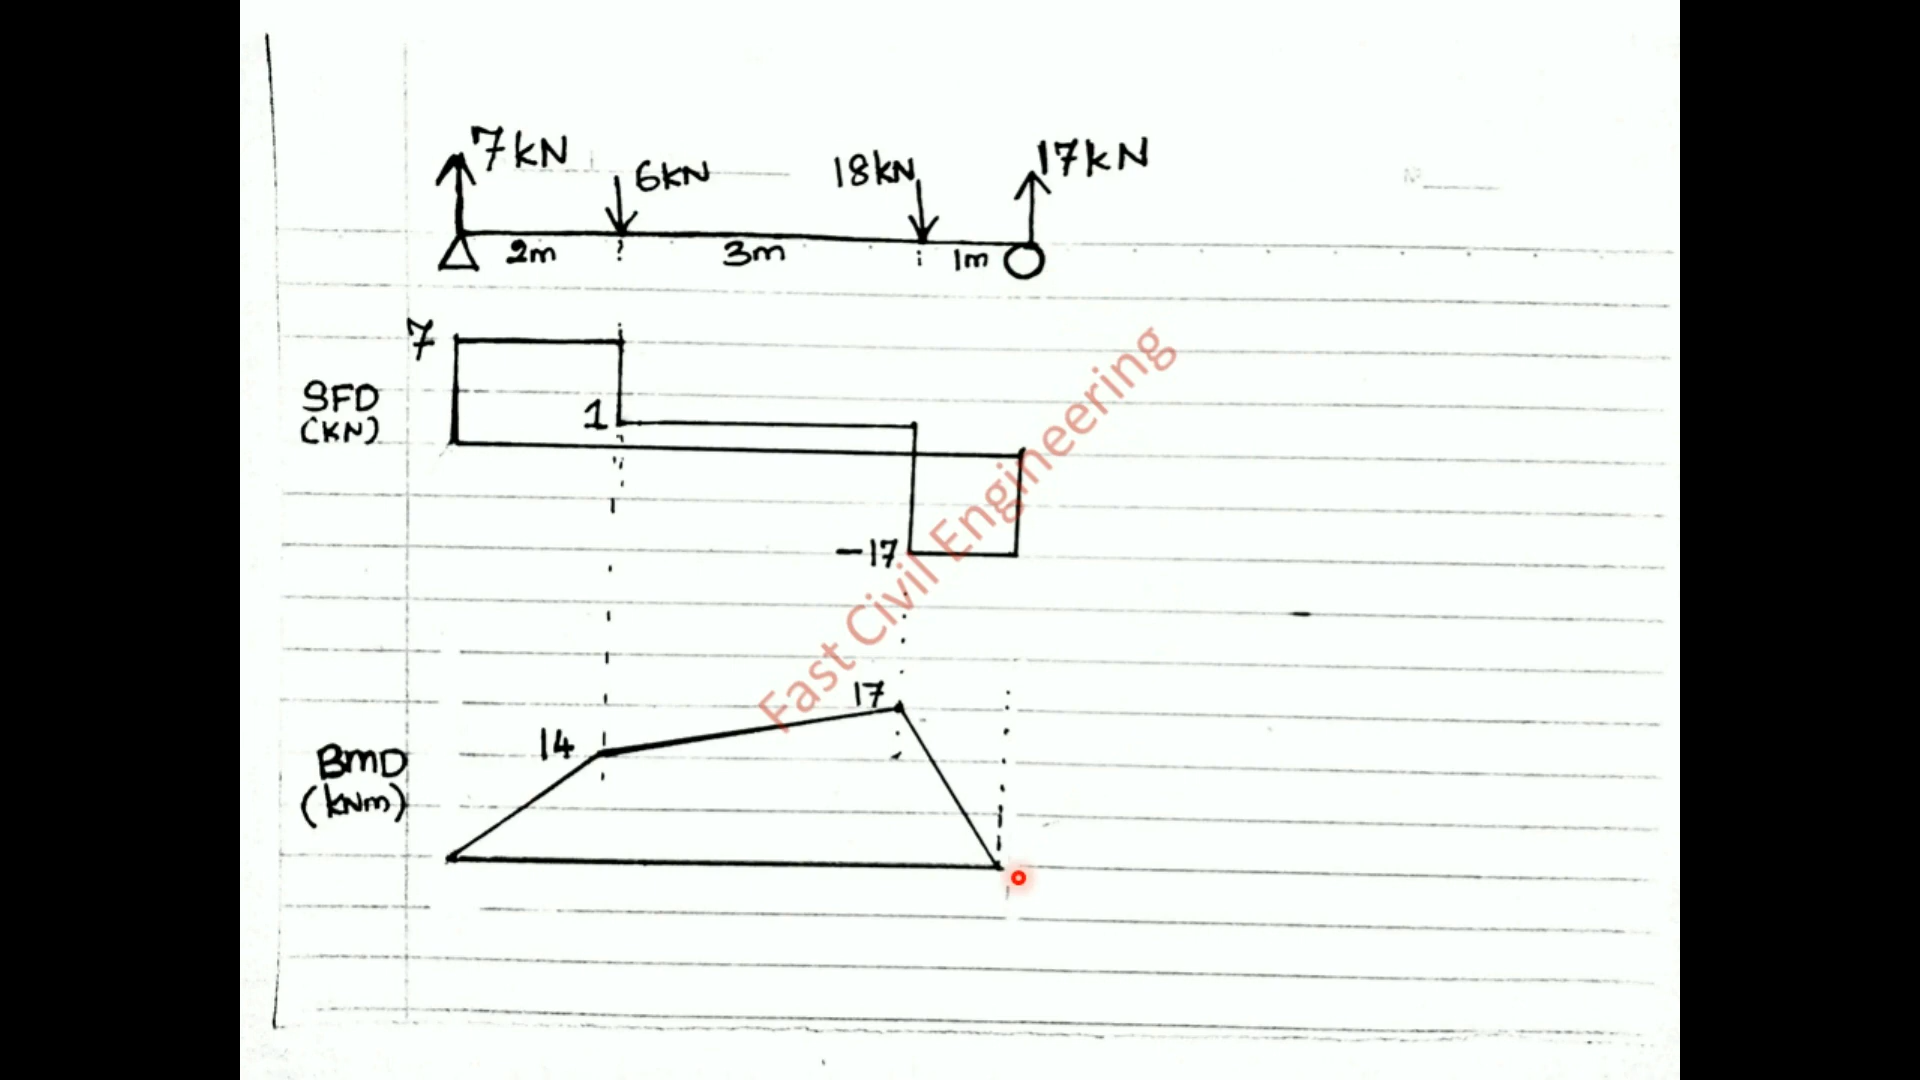 7kN
6kN
18kN
17kN
2m
3m
1m
7
SFD
(KN)
1
-17
Fast Civil Engineering
17
14
BMD
(kNm)